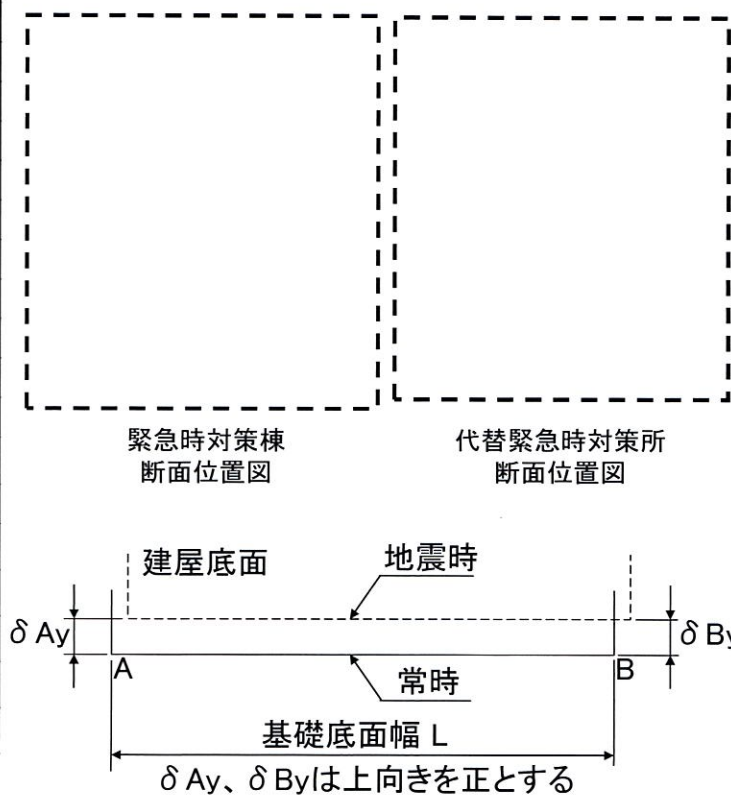 緊急時対策棟
断面位置図
代替緊急時対策所
断面位置図
建屋底面
地震時
δAy
δBy
A
B
常時
基礎底面幅 L
δAy、δByは上向きを正とする